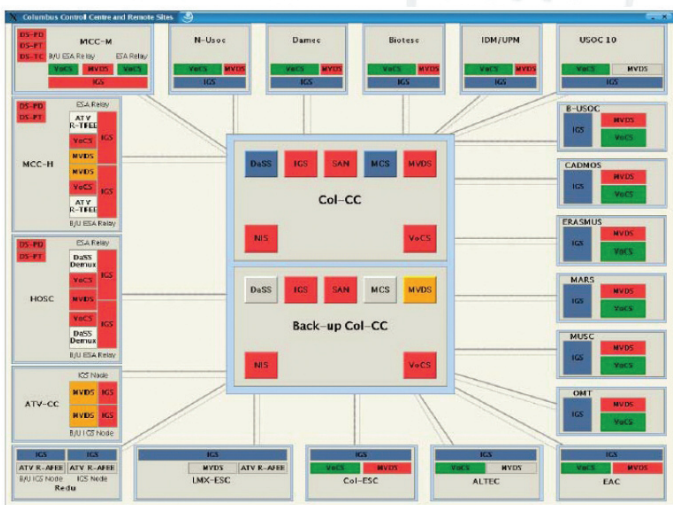 Columbus Control Centre and Remote Sites
DS-PD
DS-PT
DS-TC
MCC-M
B/U ESA Relay
ESA Relay
VoCS
MVDS
VoCS
IGS
N-Usoc
VoCS
MVDS
IGS
Damec
VoCS
MVDS
IGS
Biotesc
VoCS
MVDS
IGS
IDM/UPM
VoCS
MVDS
IGS
USOC 10
VoCS
MVDS
IGS
DS-PD
DS-PT
MCC-H
ESA Relay
ATV
R-TIFEE
VoCS
MVDS
IGS
MVDS
VoCS
ATV
R-TIFEE
IGS
B/U ESA Relay
DS-PD
DS-PT
HOSC
ESA Relay
DaSS
Demux
VoCS
MVDS
IGS
MVDS
VoCS
DaSS
Demux
IGS
B/U ESA Relay
ATV-CC
IGS Node
MVDS
IGS
MVDS
IGS
B/U IGS Node
DaSS
IGS
SAN
MCS
MVDS
Col-CC
NIS
VoCS
DaSS
IGS
SAN
MCS
MVDS
Back-up Col-CC
NIS
VoCS
B-USOC
IGS
MVDS
VoCS
CADMOS
IGS
MVDS
VoCS
ERASMUS
IGS
MVDS
VoCS
MARS
IGS
MVDS
VoCS
MUSC
IGS
MVDS
VoCS
OMT
IGS
MVDS
VoCS
IGS
IGS
ATV R-AFEE
ATV R-AFEE
B/U IGS Node
IGS Node
Redu
IGS
MVDS
ATV R-AFEE
LMX-ESC
IGS
VoCS
MVDS
Col-ESC
IGS
VoCS
MVDS
ALTEC
IGS
VoCS
MVDS
EAC